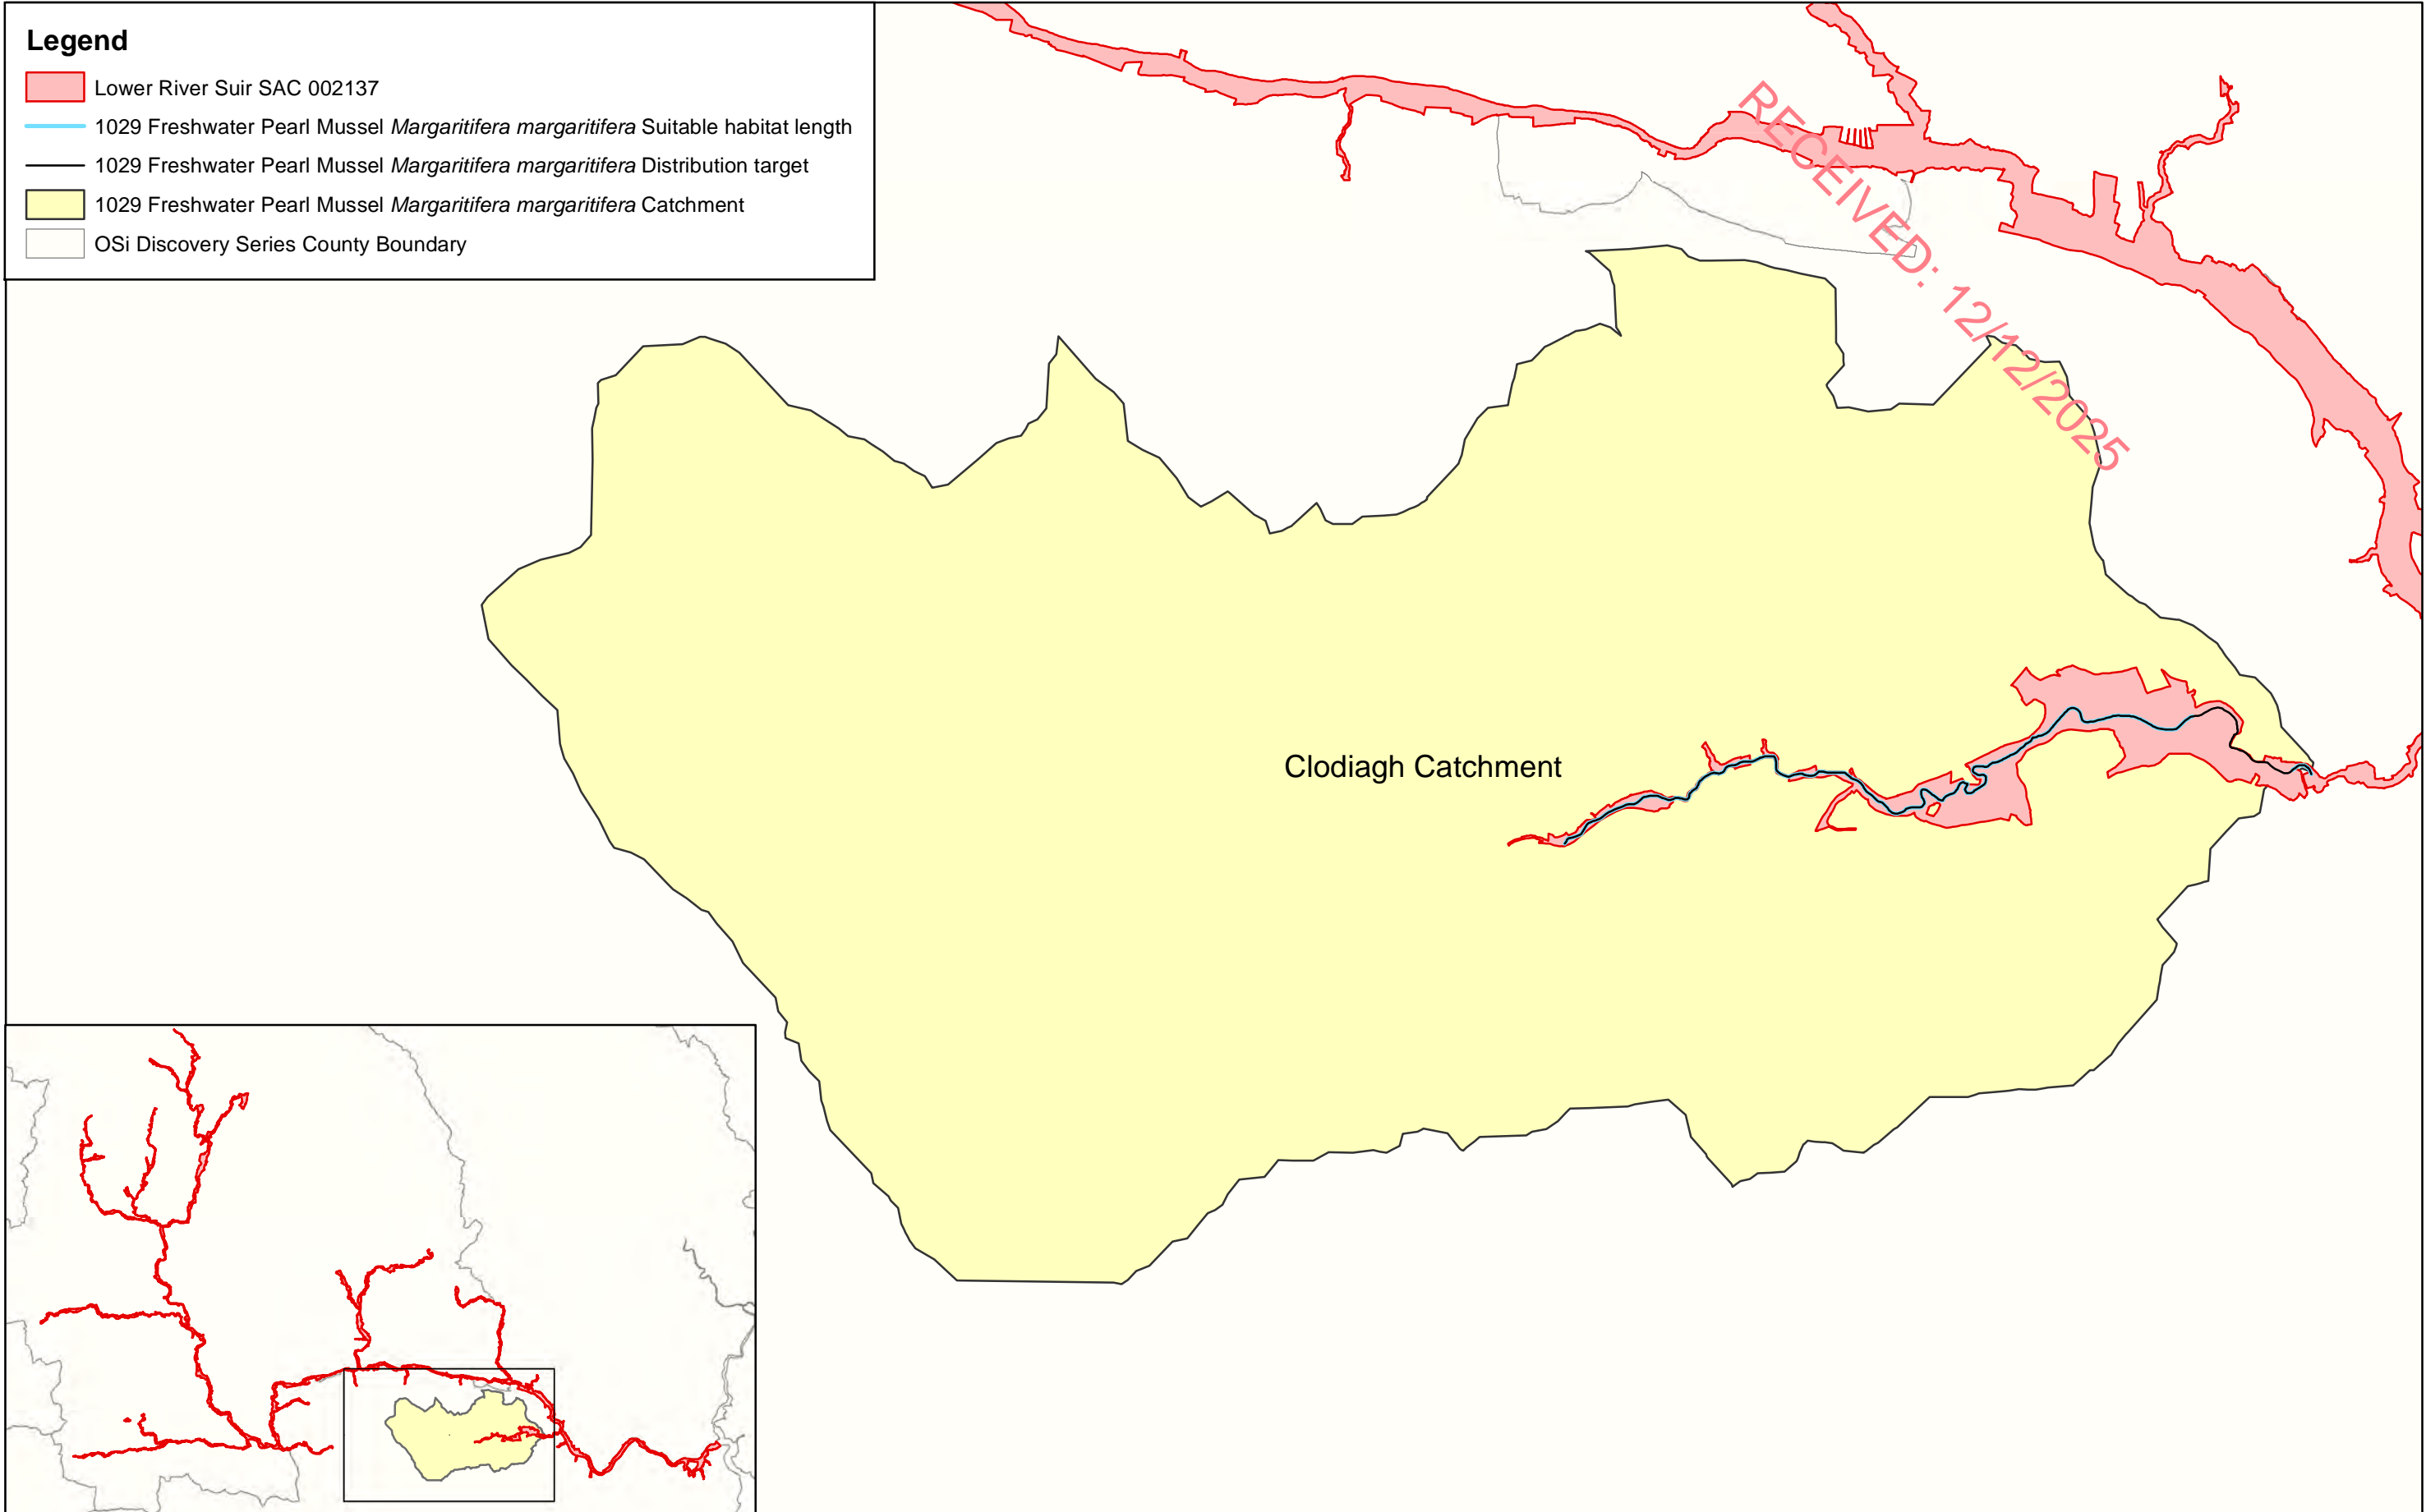 Legend
Lower River Suir SAC 002137
1029 Freshwater Pearl Mussel Margaritifera margaritifera Suitable habitat length
1029 Freshwater Pearl Mussel Margaritifera margaritifera Distribution target
1029 Freshwater Pearl Mussel Margaritifera margaritifera Catchment
OSi Discovery Series County Boundary
RECEIVED: 12/12/2025
Clodiagh Catchment